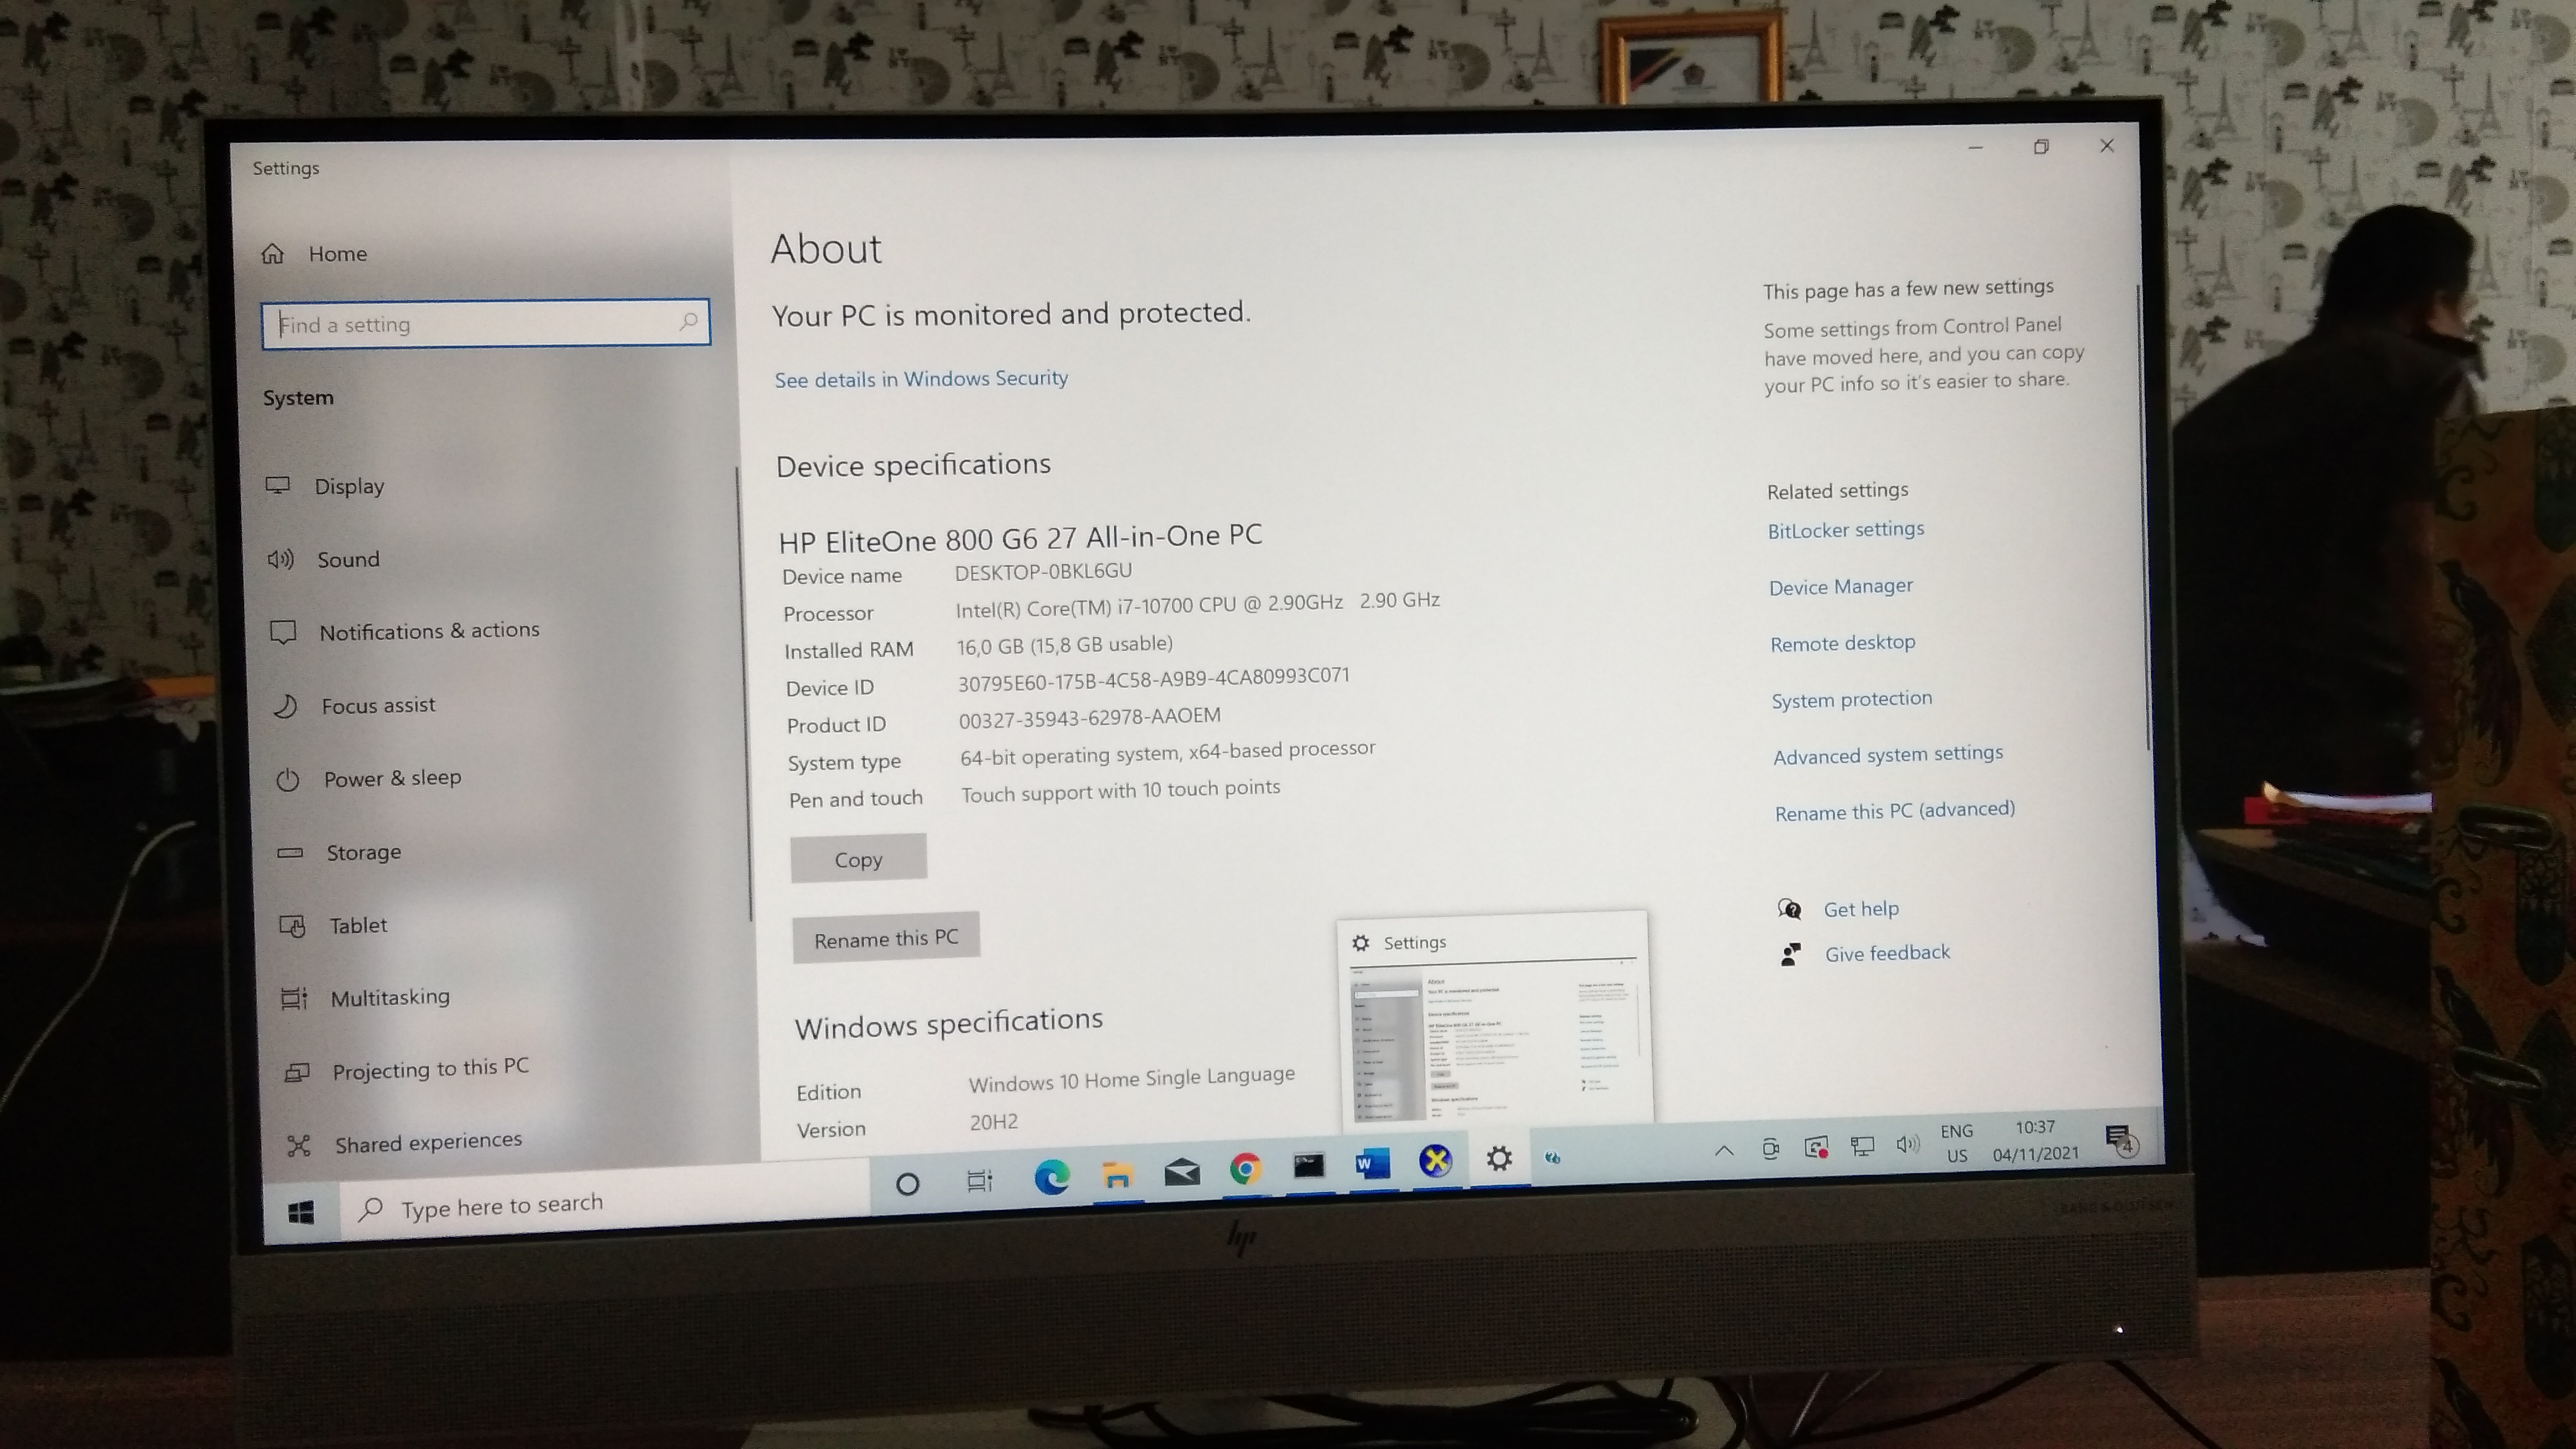 Settings
Home
Find a setting
System
Display
Sound
Notifications & actions
Focus assist
Power & sleep
Storage
Tablet
Multitasking
Projecting to this PC
Shared experiences
About
Your PC is monitored and protected.
See details in Windows Security
Device specifications
HP EliteOne 800 G6 27 All-in-One PC
Device name DESKTOP-0BKL6GU
Processor Intel(R) Core(TM) i7-10700 CPU @ 2.90GHz 2.90 GHz
Installed RAM 16,0 GB (15,8 GB usable)
Device ID 30795E60-175B-4C58-A9B9-4CA80993C071
Product ID 00327-35943-62978-AAOEM
System type 64-bit operating system, x64-based processor
Pen and touch Touch support with 10 touch points
Copy
Rename this PC
Windows specifications
Edition Windows 10 Home Single Language
Version 20H2
This page has a few new settings
Some settings from Control Panel
have moved here, and you can copy
your PC info so it's easier to share.
Related settings
BitLocker settings
Device Manager
Remote desktop
System protection
Advanced system settings
Rename this PC (advanced)
Get help
Give feedback
Settings
Type here to search
W
ENG
US
10:37
04/11/2021
4
hp
BANG & OLUFSEN